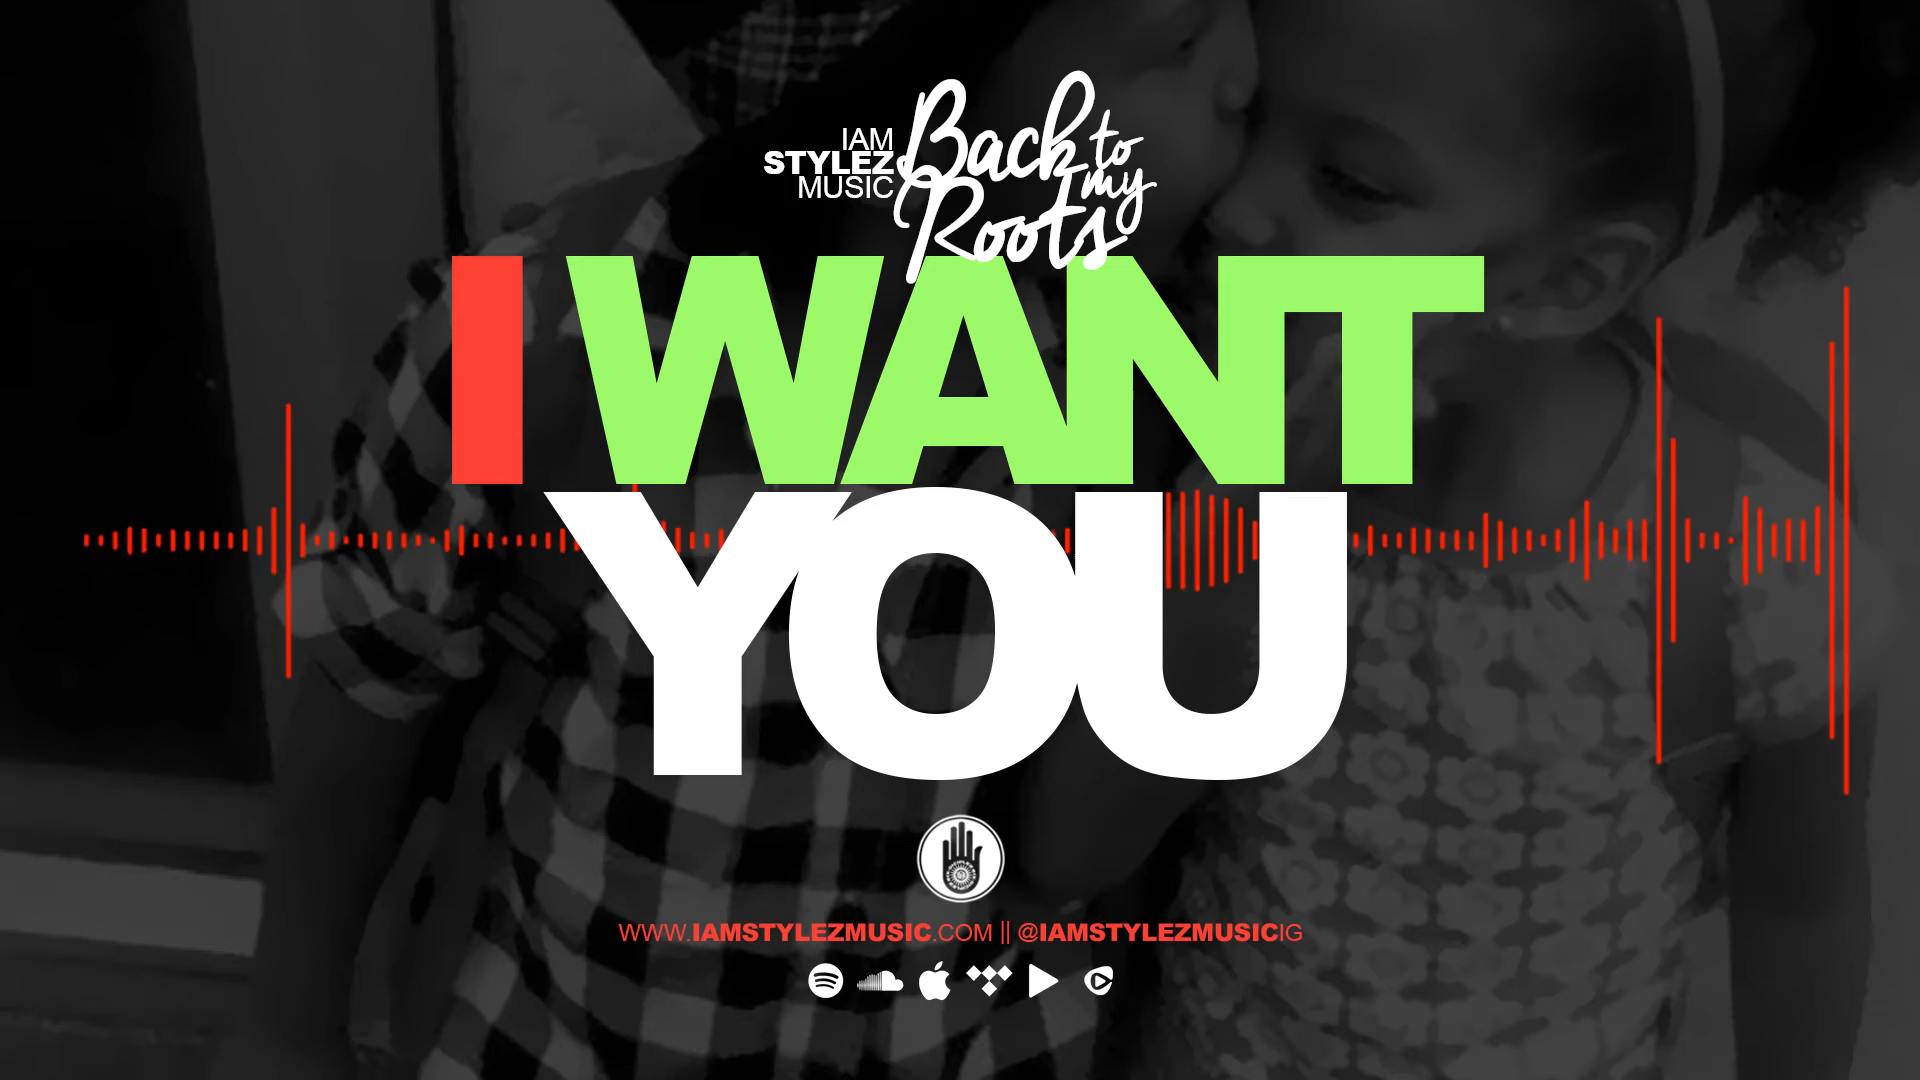 IAM
STYLEZ
MUSIC
Back to
my
Roots
I WANT
YOU
WWW.IAMSTYLEZMUSIC.COM || @IAMSTYLEZMUSICIG